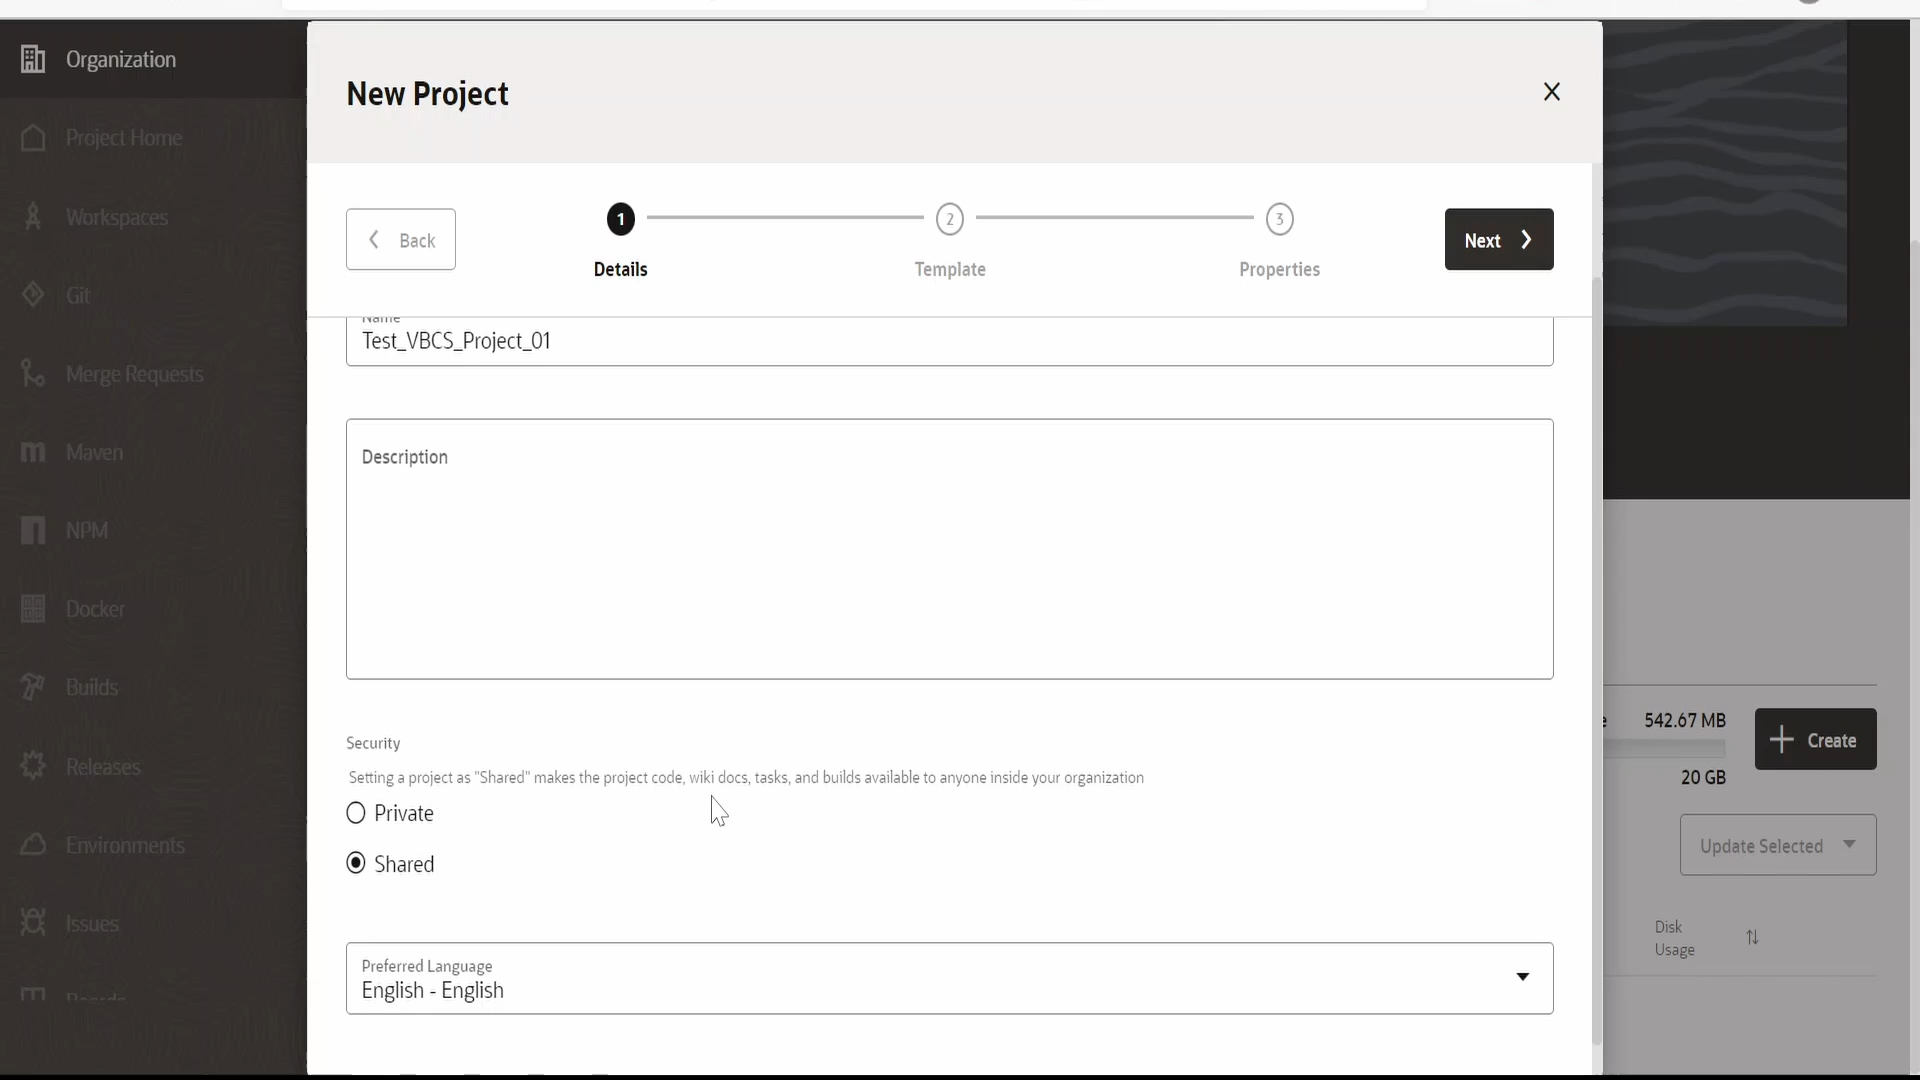 Organization
Project Home
Workspaces
Git
Merge Requests
Maven
NPM
Docker
Builds
Releases
Environments
Issues
Boards
New Project
Back
1
2
3
Details
Template
Properties
Next
Name
Test_VBCS_Project_01
Description
Security
Setting a project as "Shared" makes the project code, wiki docs, tasks, and builds available to anyone inside your organization
Private
Shared
Preferred Language
English - English
542.67 MB
20 GB
Create
Update Selected
Disk
Usage